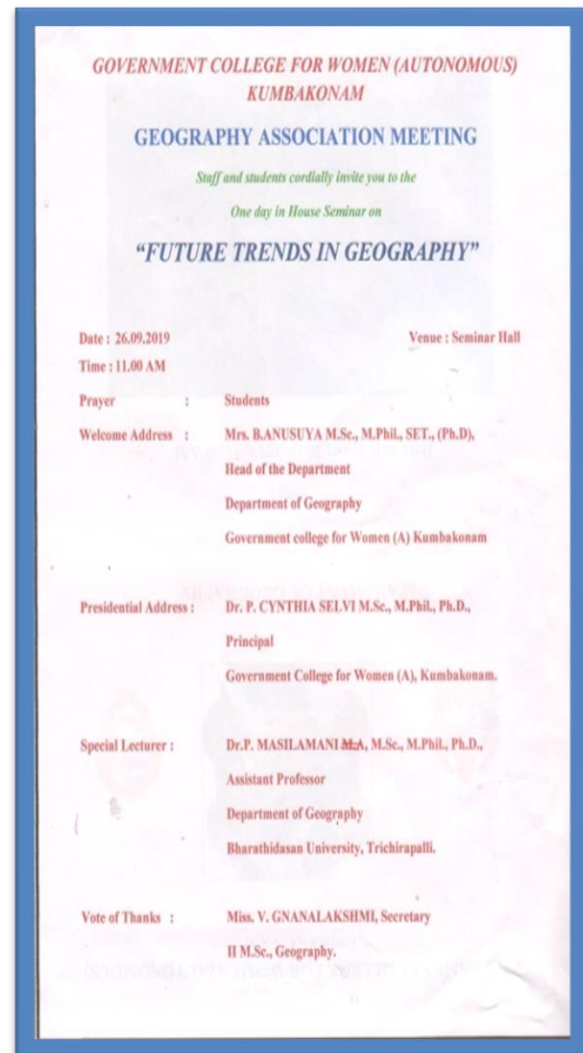 GOVERNMENT COLLEGE FOR WOMEN (AUTONOMOUS)
KUMBAKONAM
GEOGRAPHY ASSOCIATION MEETING
Staff and students cordially invite you to the
One day in House Seminar on
“FUTURE TRENDS IN GEOGRAPHY”
Date : 26.09.2019 Venue : Seminar Hall
Time : 11.00 AM
Prayer : Students
Welcome Address : Mrs. B.ANUSUYA M.Sc., M.Phil., SET., (Ph.D),
Head of the Department
Department of Geography
Government college for Women (A) Kumbakonam
Presidential Address : Dr. P. CYNTHIA SELVI M.Sc., M.Phil., Ph.D.,
Principal
Government College for Women (A), Kumbakonam.
Special Lecturer : Dr.P. MASILAMANI M.A, M.Sc., M.Phil., Ph.D.,
Assistant Professor
Department of Geography
Bharathidasan University, Trichirapalli.
Vote of Thanks : Miss. V. GNANALAKSHMI, Secretary
II M.Sc., Geography.